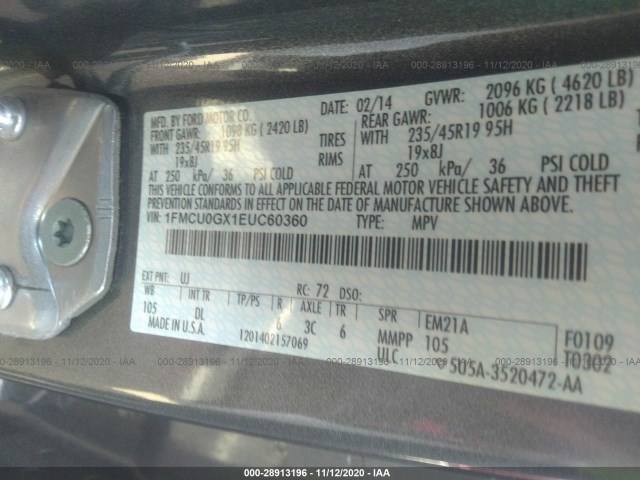 000-28913196 - 11/12/2020 - IAA
MFD. BY FORD MOTOR CO.
DATE: 02/14 GVWR: 2096 KG ( 4620 LB)
FRONT GAWR: 1098 KG ( 2420 LB) REAR GAWR: 1006 KG ( 2218 LB)
WITH 235/45R19 95H TIRES WITH 235/45R19 95H
19x8J RIMS 19x8J
AT 250 kPa/ 36 PSI COLD AT 250 kPa/ 36 PSI COLD
THIS VEHICLE CONFORMS TO ALL APPLICABLE FEDERAL MOTOR VEHICLE SAFETY AND THEFT
PREVENTION STANDARDS IN EFFECT ON THE DATE OF MANUFACTURE SHOWN ABOVE.
VIN: 1FMCU0GX1EUC60360 TYPE: MPV
EXT PNT: UJ RC: 72 DSO:
WB INT TR TP/PS R AXLE TR SPR EM21A
105 DL 6 3C 6 MMPP 105 F0109
MADE IN U.S.A. 1201402157069 ULC T0302
5U5A-3520472-AA
000-28913196 - 11/12/2020 - IAA
000-28913196 - 11/12/2020 - IAA